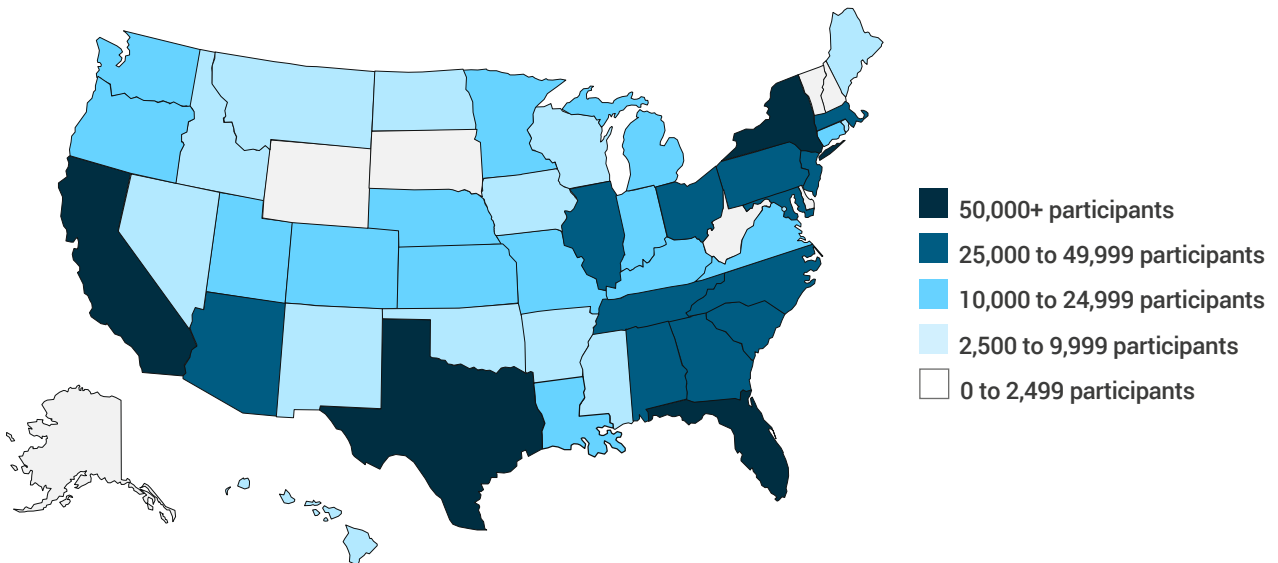 50,000+ participants
25,000 to 49,999 participants
10,000 to 24,999 participants
2,500 to 9,999 participants
0 to 2,499 participants